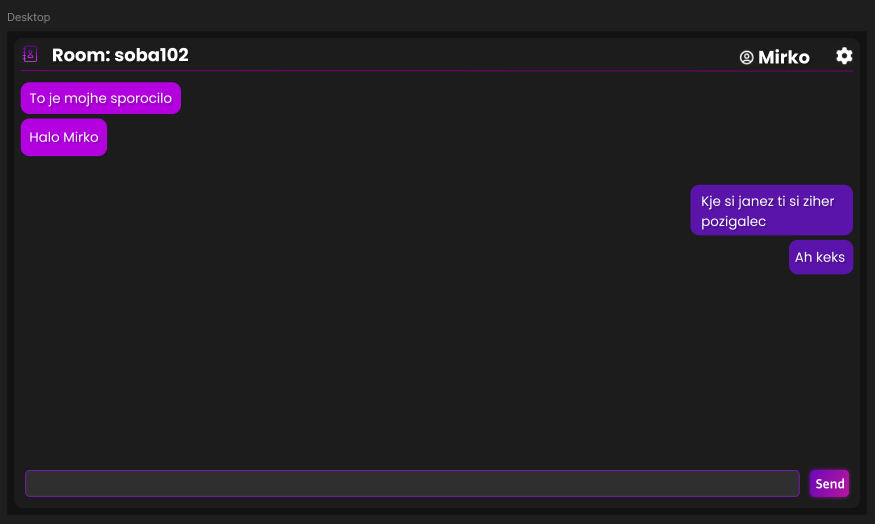 Desktop
Room: soba102
Mirko
To je mojhe sporocilo
Halo Mirko
Kje si janez ti si ziher
pozigalec
Ah keks
Send